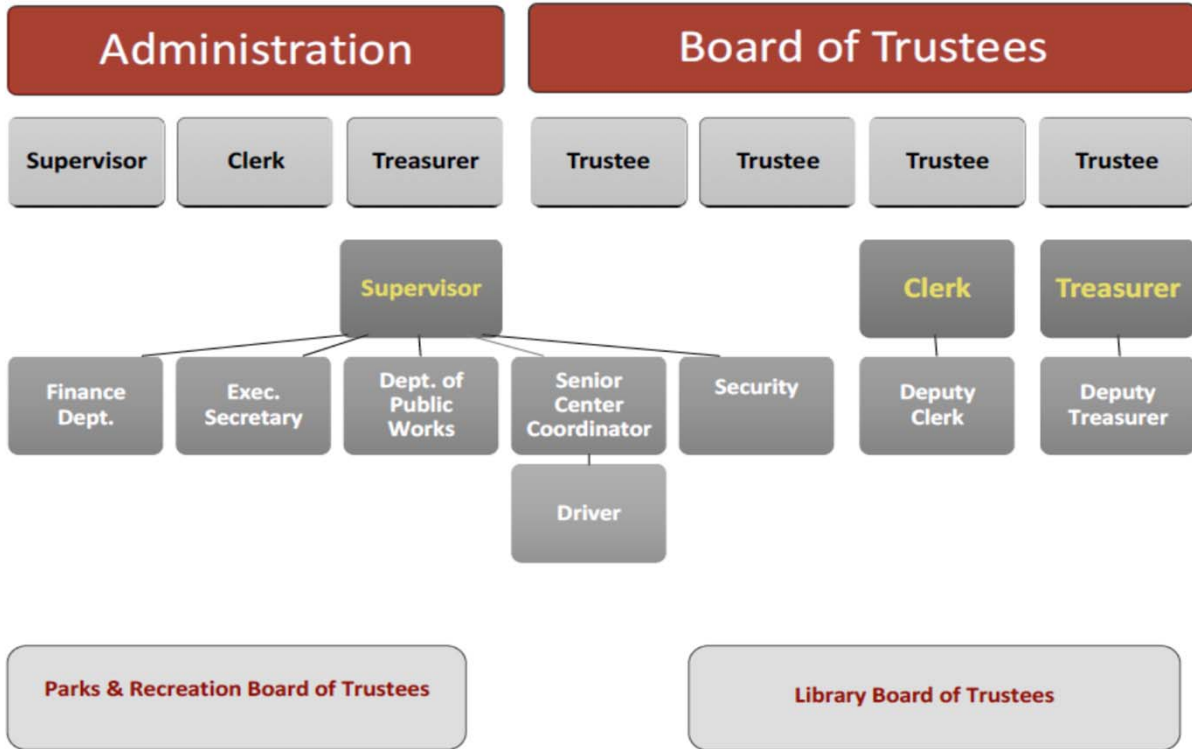 Administration
Board of Trustees
Supervisor
Clerk
Treasurer
Trustee
Trustee
Trustee
Trustee
Supervisor
Clerk
Treasurer
Finance
Dept.
Exec.
Secretary
Dept. of
Public
Works
Senior
Center
Coordinator
Security
Deputy
Clerk
Deputy
Treasurer
Driver
Parks & Recreation Board of Trustees
Library Board of Trustees